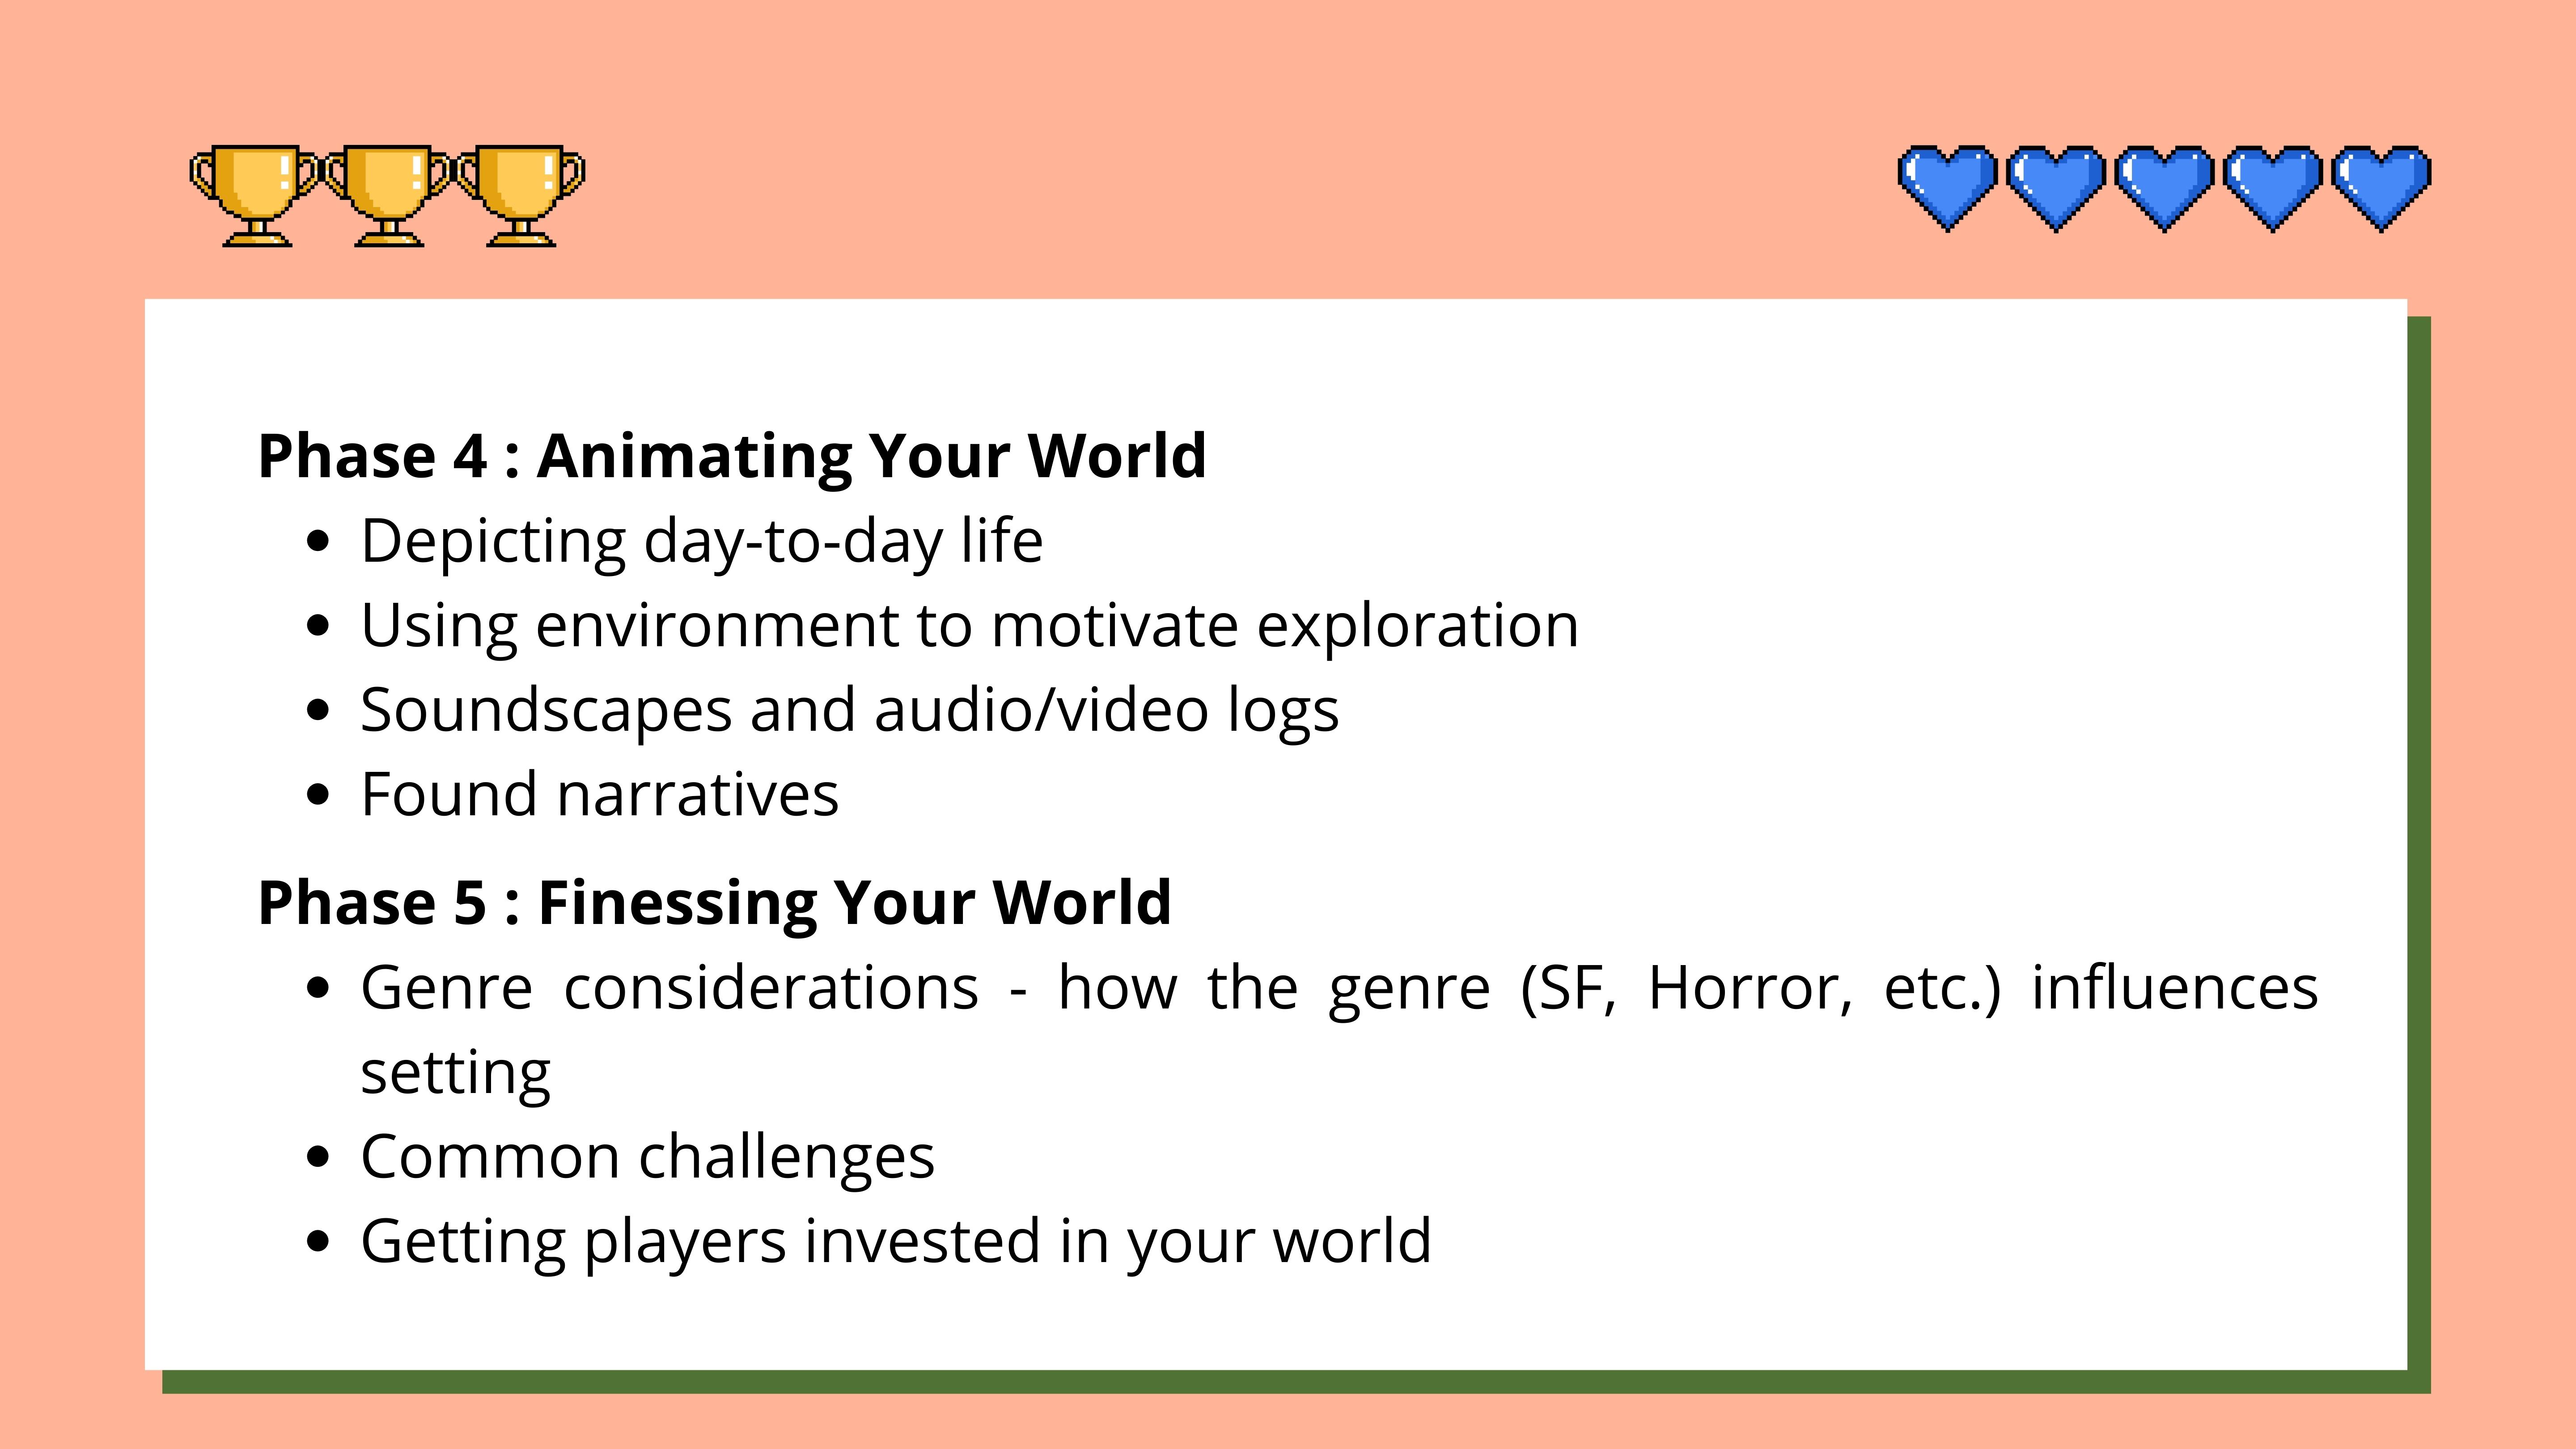 Phase 4 : Animating Your World
• Depicting day-to-day life
• Using environment to motivate exploration
• Soundscapes and audio/video logs
• Found narratives
Phase 5 : Finessing Your World
• Genre considerations - how the genre (SF, Horror, etc.) influences
setting
• Common challenges
• Getting players invested in your world